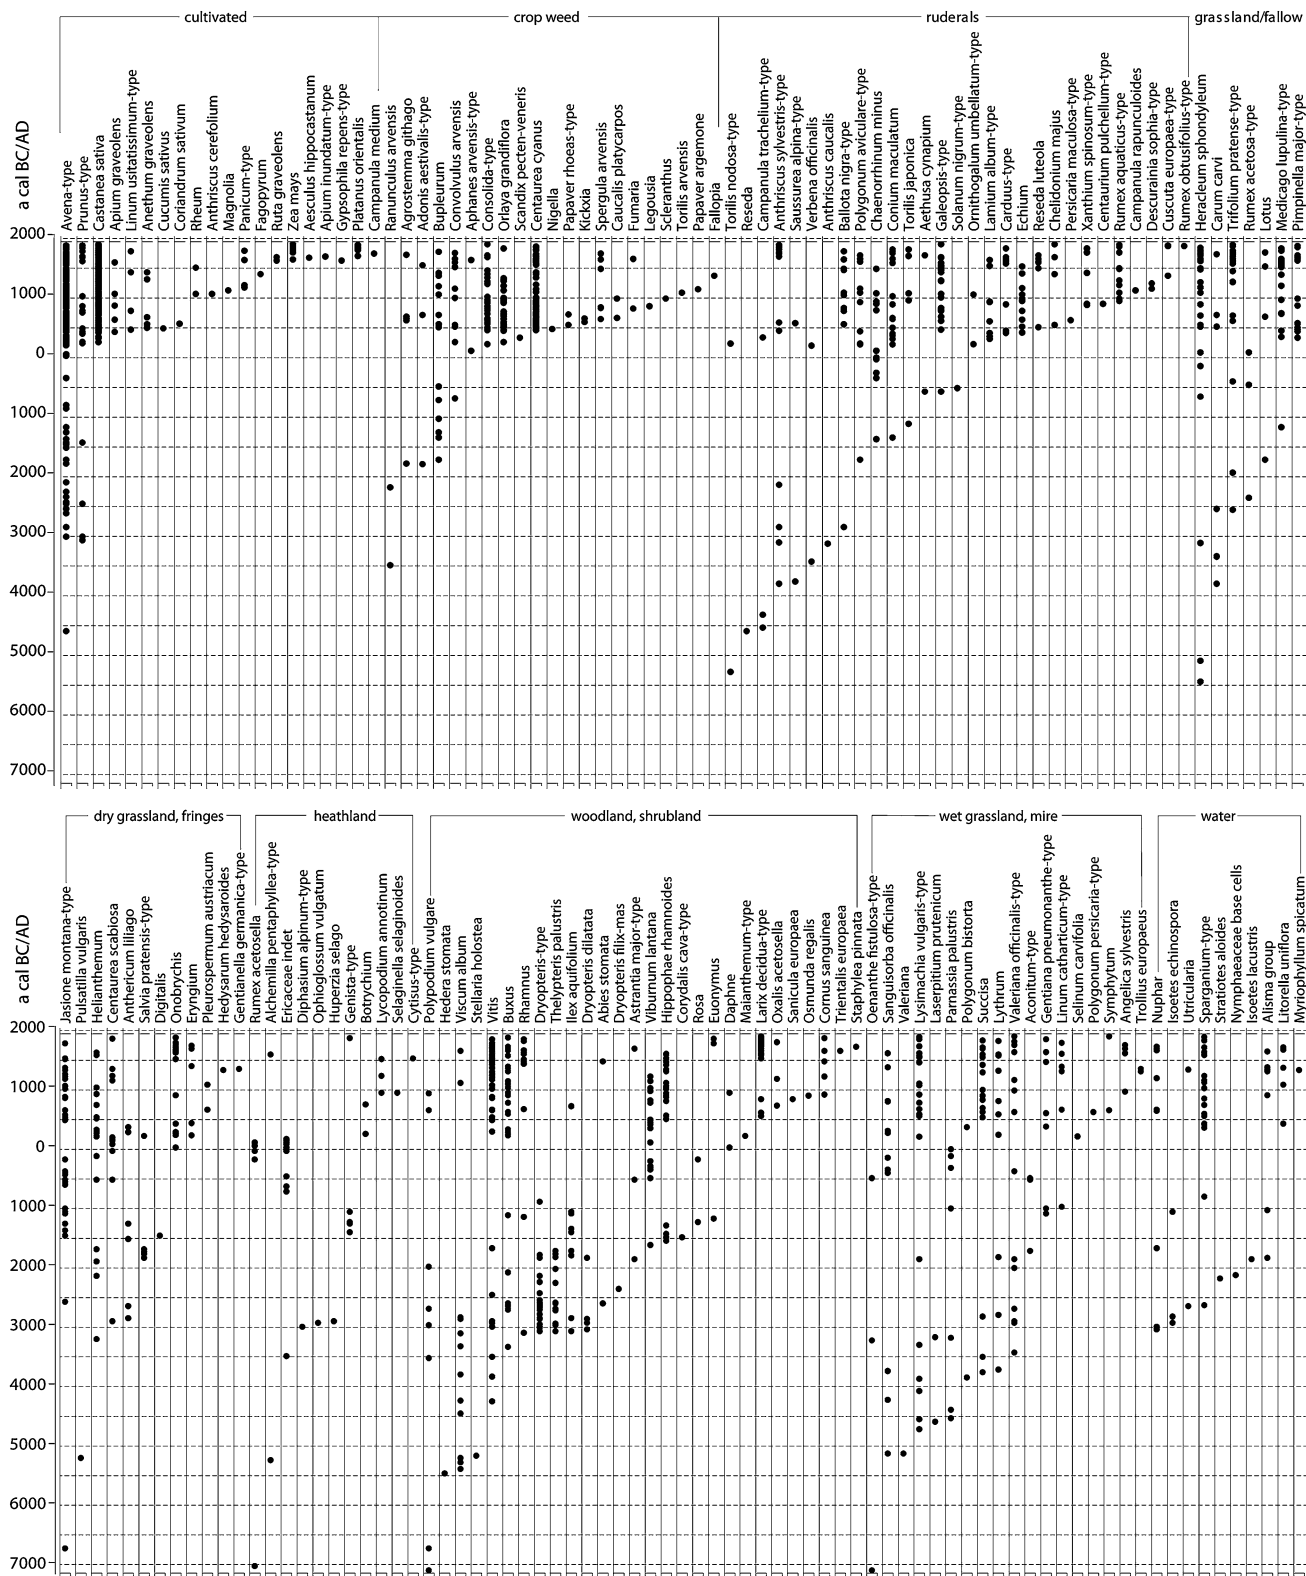 cultivated
crop weed
ruderals
grassland/fallow
a cal BC/AD
Avena-type
Prunus-type
Castanea sativa
Apium graveolens
Linum usitatissimum-type
Anethum graveolens
Cucumis sativus
Coriandrum sativum
Rheum
Anthriscus cerefolium
Magnolia
Panicum-type
Fagopyrum
Ruta graveolens
Zea mays
Aesculus hippocastanum
Apium inundatum-type
Gypsophila repens-type
Platanus orientalis
Campanula medium
Ranunculus arvensis
Agrostemma githago
Adonis aestivalis-type
Bupleurum
Convolvulus arvensis
Aphanes arvensis-type
Consolida-type
Orlaya grandiflora
Scandix pecten-veneris
Centaurea cyanus
Nigella
Papaver rhoeas-type
Kickxia
Spergula arvensis
Caucalis platycarpos
Fumaria
Legousia
Scleranthus
Torilis arvensis
Papaver argemone
Fallopia
Torilis nodosa-type
Reseda
Campanula trachelium-type
Anthriscus sylvestris-type
Saussurea alpina-type
Verbena officinalis
Anthriscus caucalis
Ballota nigra-type
Polygonum aviculare-type
Chaenorrhinum minus
Conium maculatum
Torilis japonica
Aethusa cynapium
Galeopsis-type
Solanum nigrum-type
Ornithogalum umbellatum-type
Lamium album-type
Carduus-type
Echium
Reseda luteola
Chelidonium majus
Persicaria maculosa-type
Xanthium spinosum-type
Centaurium pulchellum-type
Rumex aquaticus-type
Campanula rapunculoides
Descurainia sophia-type
Cuscuta europaea-type
Rumex obtusifolius-type
Heracleum sphondyleum
Carum carvi
Trifolium pratense-type
Rumex acetosa-type
Lotus
Medicago lupulina-type
Pimpinella major-type
2000
1000
0
1000
2000
3000
4000
5000
6000
7000
dry grassland, fringes
heathland
woodland, shrubland
wet grassland, mire
water
a cal BC/AD
Jasione montana-type
Pulsatilla vulgaris
Helianthemum
Centaurea scabiosa
Anthericum liliago
Salvia pratensis-type
Digitalis
Onobrychis
Eryngium
Pleurospermum austriacum
Hedysarum hedysaroides
Gentianella germanica-type
Rumex acetosella
Alchemilla pentaphyllea-type
Ericaceae indet
Diphasium alpinum-type
Ophioglossum vulgatum
Huperzia selago
Genista-type
Botrychium
Lycopodium annotinum
Selaginella selaginoides
Cytisus-type
Polypodium vulgare
Hedera stomata
Viscum album
Stellaria holostea
Vitis
Buxus
Rhamnus
Dryopteris-type
Thelypteris palustris
Ilex aquifolium
Dryopteris dilatata
Abies stomata
Dryopteris filix-mas
Astrantia major-type
Viburnum lantana
Hippophae rhamnoides
Corydalis cava-type
Rosa
Euonymus
Daphne
Maianthemum-type
Larix decidua-type
Oxalis acetosella
Sanicula europaea
Osmunda regalis
Cornus sanguinea
Trientalis europaea
Staphylea pinnata
Oenanthe fistulosa-type
Sanguisorba officinalis
Valeriana
Lysimachia vulgaris-type
Laserpitium prutenicum
Parnassia palustris
Polygonum bistorta
Succisa
Lythrum
Valeriana officinalis-type
Aconitum-type
Gentiana pneumonanthe-type
Linum catharticum-type
Selinum carvifolia
Polygonum persicaria-type
Symphytum
Angelica sylvestris
Trollius europaeus
Nuphar
Isoetes echinospora
Utricularia
Sparganium-type
Stratiotes aloides
Nymphaeaceae base cells
Isoetes lacustris
Alisma group
Litorella uniflora
Myriophyllum spicatum
2000
1000
0
1000
2000
3000
4000
5000
6000
7000